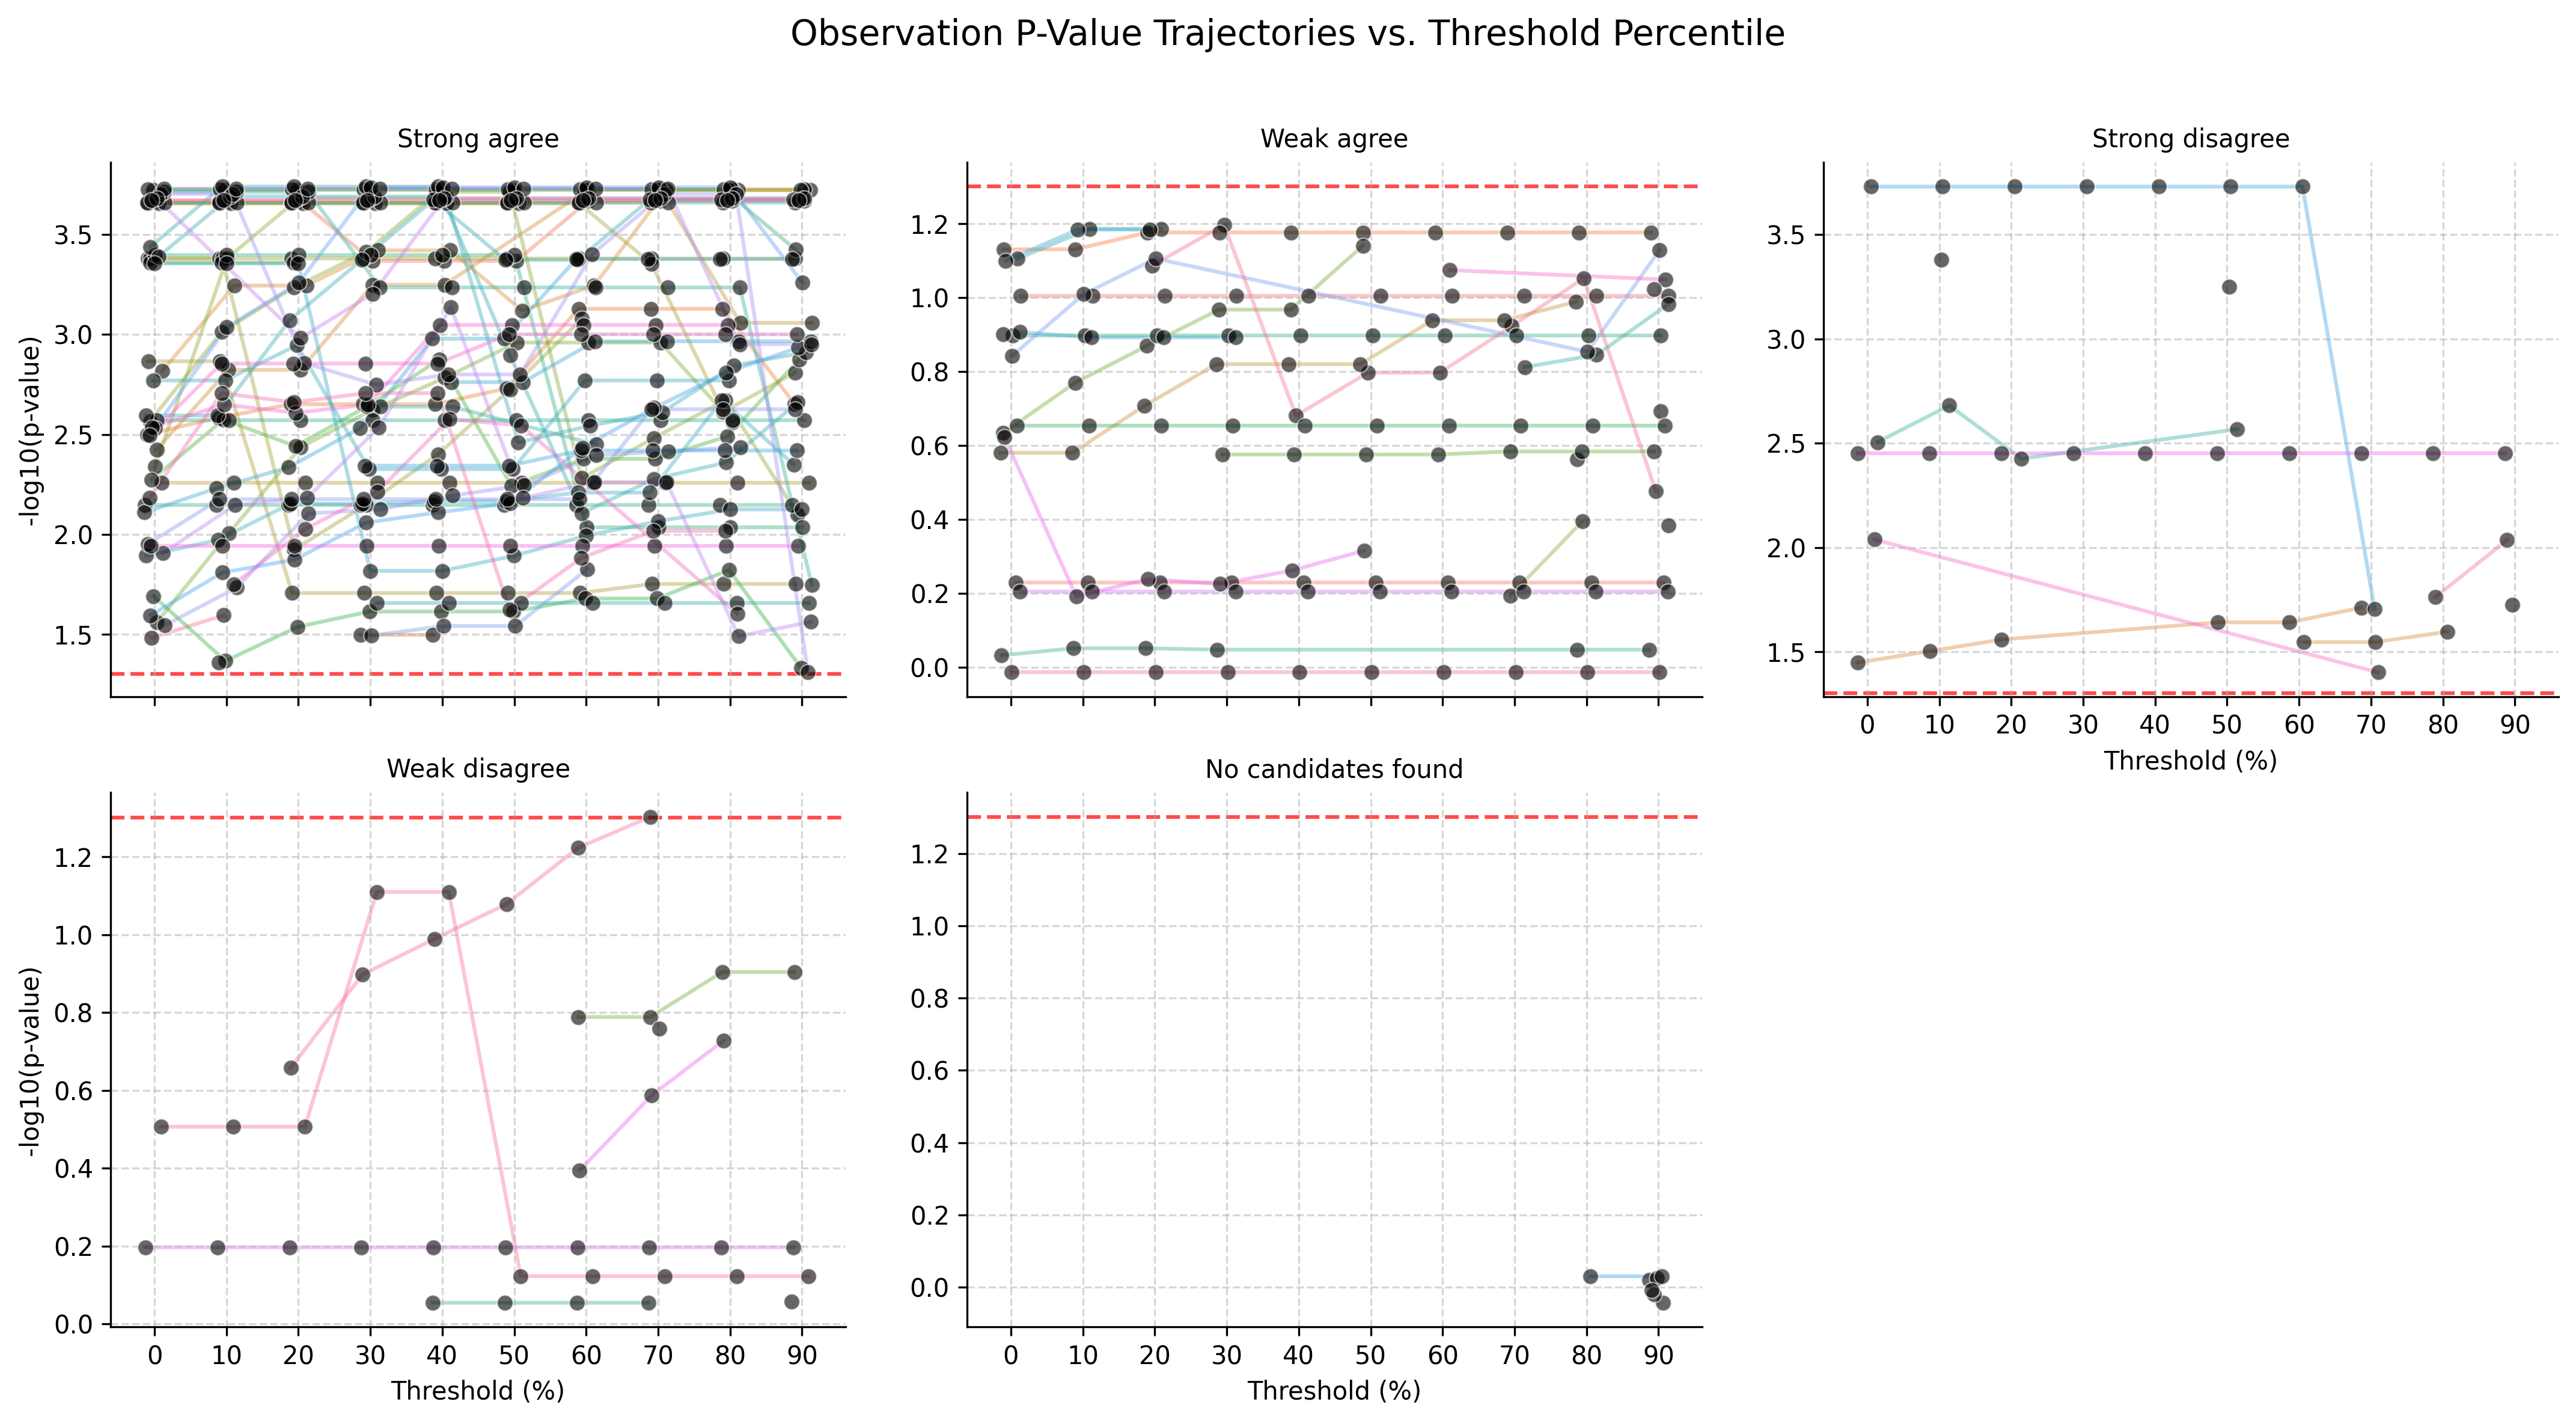 Observation P-Value Trajectories vs. Threshold Percentile
Strong agree
-log10(p-value)
3.5
3.0
2.5
2.0
1.5
Weak agree
1.2
1.0
0.8
0.6
0.4
0.2
0.0
Strong disagree
3.5
3.0
2.5
2.0
1.5
0 10 20 30 40 50 60 70 80 90
Threshold (%)
Weak disagree
-log10(p-value)
1.2
1.0
0.8
0.6
0.4
0.2
0.0
0 10 20 30 40 50 60 70 80 90
Threshold (%)
No candidates found
1.2
1.0
0.8
0.6
0.4
0.2
0.0
0 10 20 30 40 50 60 70 80 90
Threshold (%)